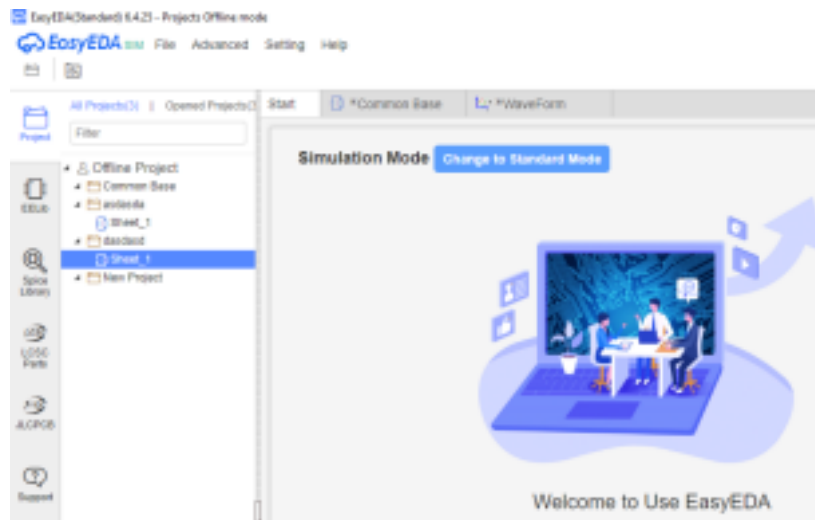 EasyEDA(Standard) 6.4.25 - Projects Offline mode
EasyEDA SIM File Advanced Setting Help
All Projects(3) | Opened Projects(
Start *Common Base *WaveForm
Project
Filter
Simulation Mode Change to Standard Mode
Offline Project
Common Base
EELib
Sheet_1
Sheet_1
New Project
Spice
Library
LCSC
Parts
JLCPCB
Support
Welcome to Use EasyEDA